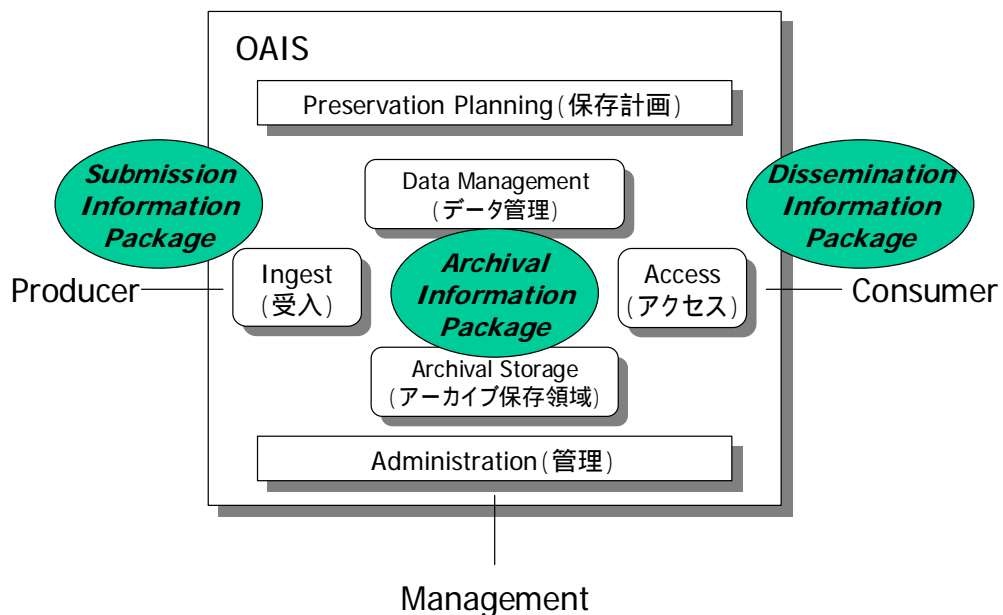 OAIS
Preservation Planning(保存計画)
Submission
Information
Package
Data Management
(データ管理)
Dissemination
Information
Package
Producer
Ingest
(受入)
Archival
Information
Package
Access
(アクセス)
Consumer
Archival Storage
(アーカイブ保存領域)
Administration(管理)
Management